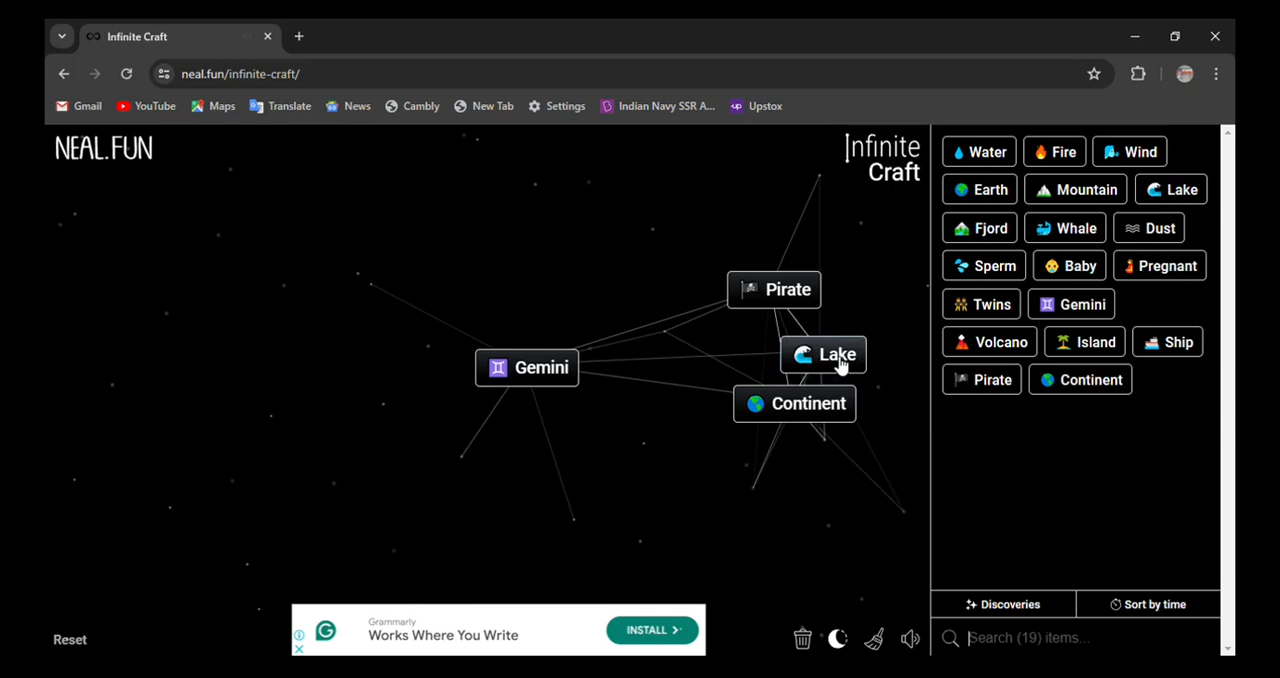 Infinite Craft
neal.fun/infinite-craft/
Gmail YouTube Maps Translate News Cambly New Tab Settings Indian Navy SSR A... Upstox
NEAL.FUN
Infinite
Craft
Water Fire Wind
Earth Mountain Lake
Fjord Whale Dust
Sperm Baby Pregnant
Twins Gemini
Volcano Island Ship
Pirate Continent
Pirate
Lake
Gemini
Continent
Discoveries Sort by time
Search (19) items...
Grammarly
Works Where You Write
INSTALL >
Reset